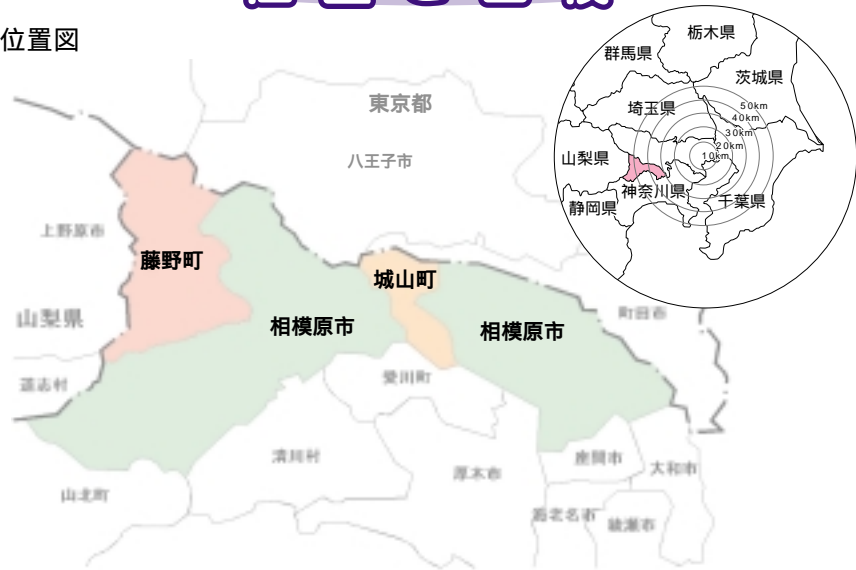 位置図
栃木県
群馬県
茨城県
埼玉県
50km
40km
30km
20km
10km
山梨県
神奈川県
千葉県
静岡県
東京都
八王子市
上野原市
藤野町
城山町
山梨県
相模原市
相模原市
町田市
道志村
愛川町
清川村
厚木市
座間市
大和市
山北町
海老名市
綾瀬市